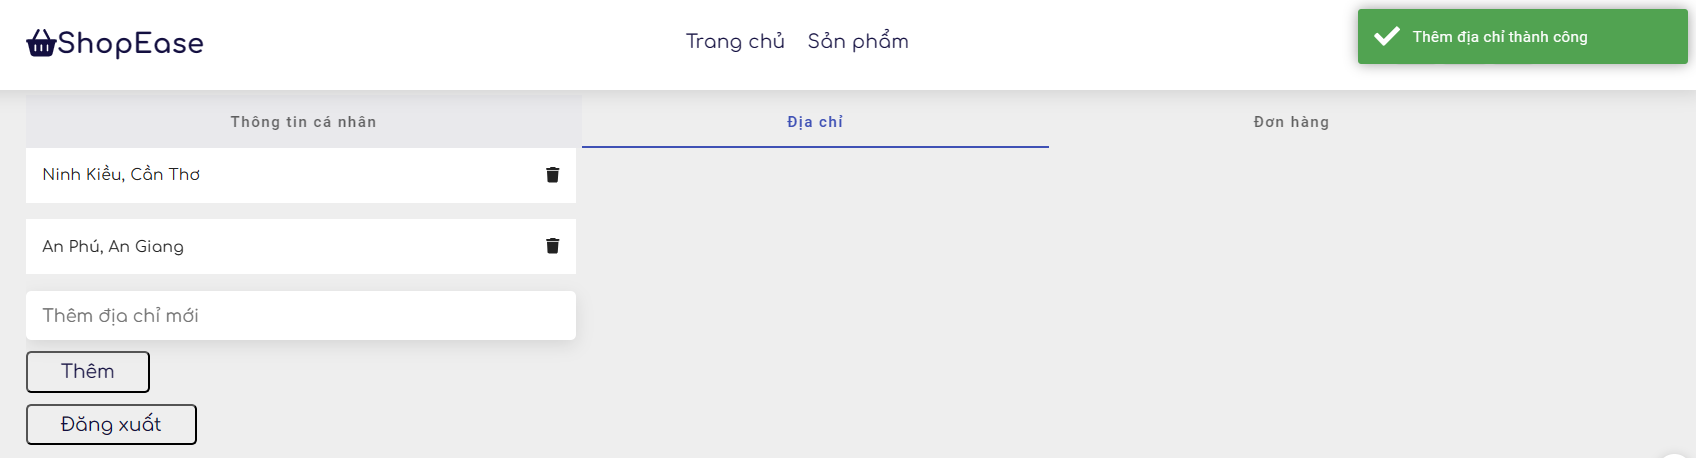 ShopEase
Trang chủ Sản phẩm
Thêm địa chỉ thành công
Thông tin cá nhân Địa chỉ Đơn hàng
Ninh Kiều, Cần Thơ
An Phú, An Giang
Thêm địa chỉ mới
Thêm
Đăng xuất